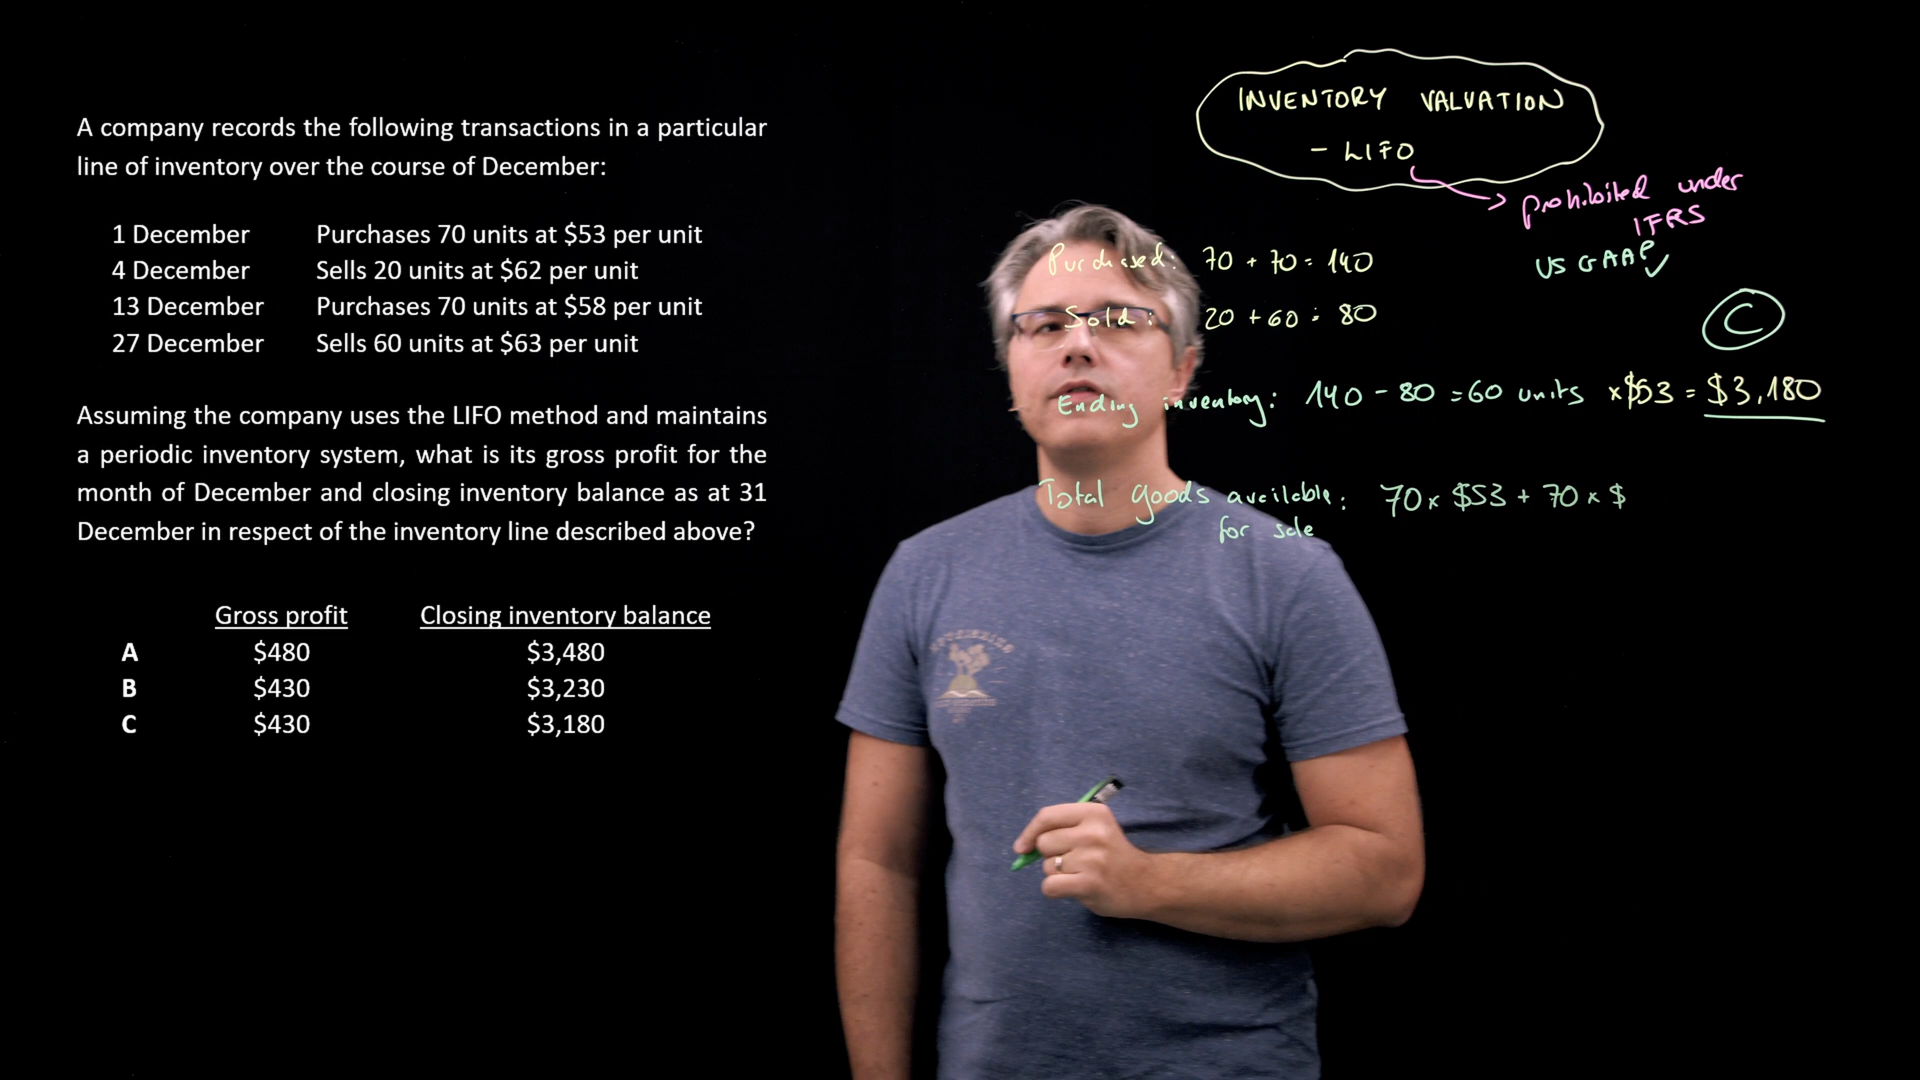 A company records the following transactions in a particular
line of inventory over the course of December:
1 December Purchases 70 units at $53 per unit
4 December Sells 20 units at $62 per unit
13 December Purchases 70 units at $58 per unit
27 December Sells 60 units at $63 per unit
Assuming the company uses the LIFO method and maintains
a periodic inventory system, what is its gross profit for the
month of December and closing inventory balance as at 31
December in respect of the inventory line described above?
Gross profit Closing inventory balance
A $480 $3,480
B $430 $3,230
C $430 $3,180
INVENTORY VALUATION
- LIFO
prohibited under
IFRS
US GAAP ✓
Purchased: 70 + 70 = 140
Sold: 20 + 60 = 80
C
Ending inventory: 140 - 80 = 60 units × $53 = $3,180
Total goods available: 70 × $53 + 70 × $
for sale